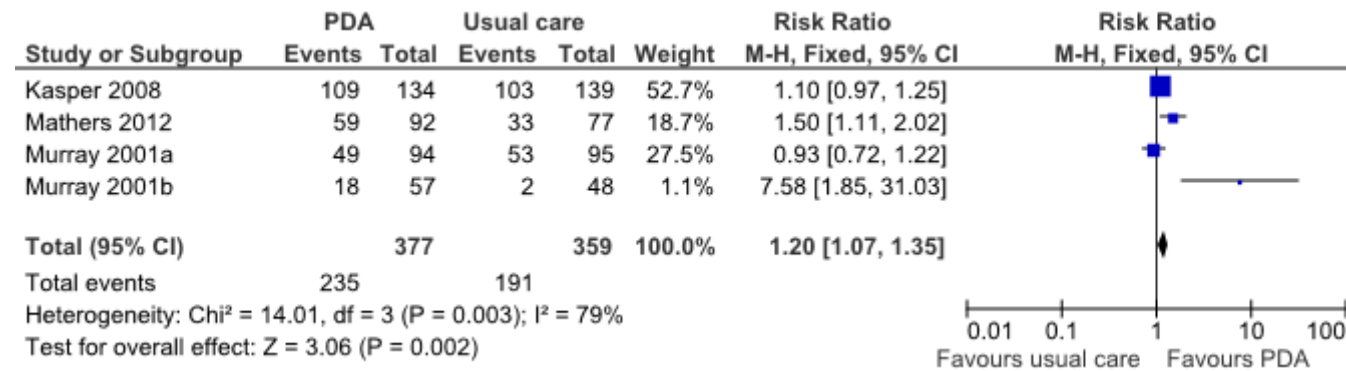 PDA Usual care Risk Ratio Risk Ratio
Study or Subgroup Events Total Events Total Weight M-H, Fixed, 95% CI M-H, Fixed, 95% CI
Kasper 2008 109 134 103 139 52.7% 1.10 [0.97, 1.25]
Mathers 2012 59 92 33 77 18.7% 1.50 [1.11, 2.02]
Murray 2001a 49 94 53 95 27.5% 0.93 [0.72, 1.22]
Murray 2001b 18 57 2 48 1.1% 7.58 [1.85, 31.03]
Total (95% CI) 377 359 100.0% 1.20 [1.07, 1.35]
Total events 235 191
Heterogeneity: Chi² = 14.01, df = 3 (P = 0.003); I² = 79%
Test for overall effect: Z = 3.06 (P = 0.002)
0.01 0.1 1 10 100
Favours usual care Favours PDA